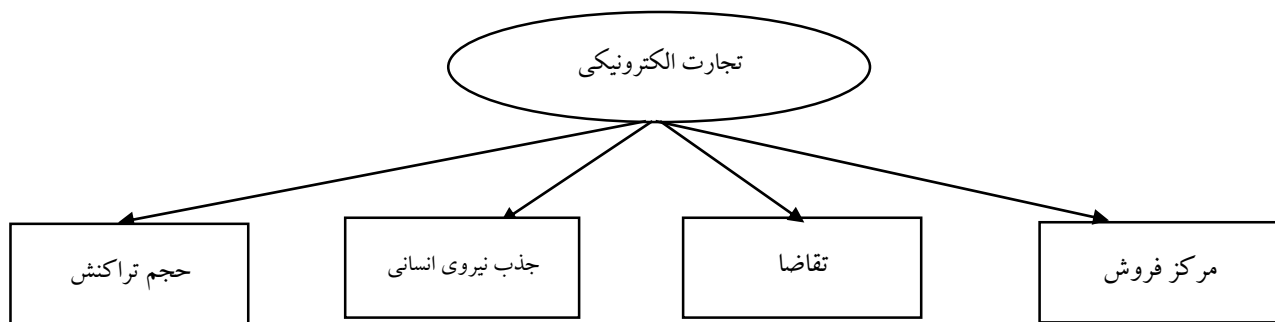 تجارت الکترونیکی
مرکز فروش
تقاضا
جذب نیروی انسانی
حجم تراکنش